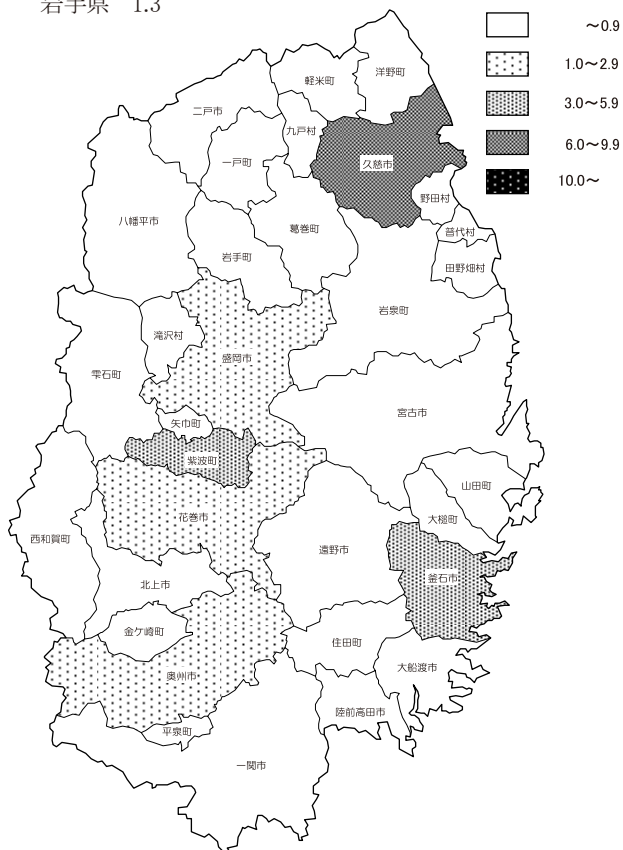 岩手県 1.3
～0.9
1.0～2.9
3.0～5.9
6.0～9.9
10.0～
洋野町
軽米町
二戸市
九戸村
一戸町
久慈市
野田村
普代村
八幡平市
葛巻町
岩手町
田野畑村
岩泉町
滝沢村
盛岡市
雫石町
宮古市
矢巾町
紫波町
山田町
花巻市
大槌町
西和賀町
遠野市
釜石市
北上市
金ケ崎町
住田町
大船渡市
奥州市
陸前高田市
平泉町
一関市